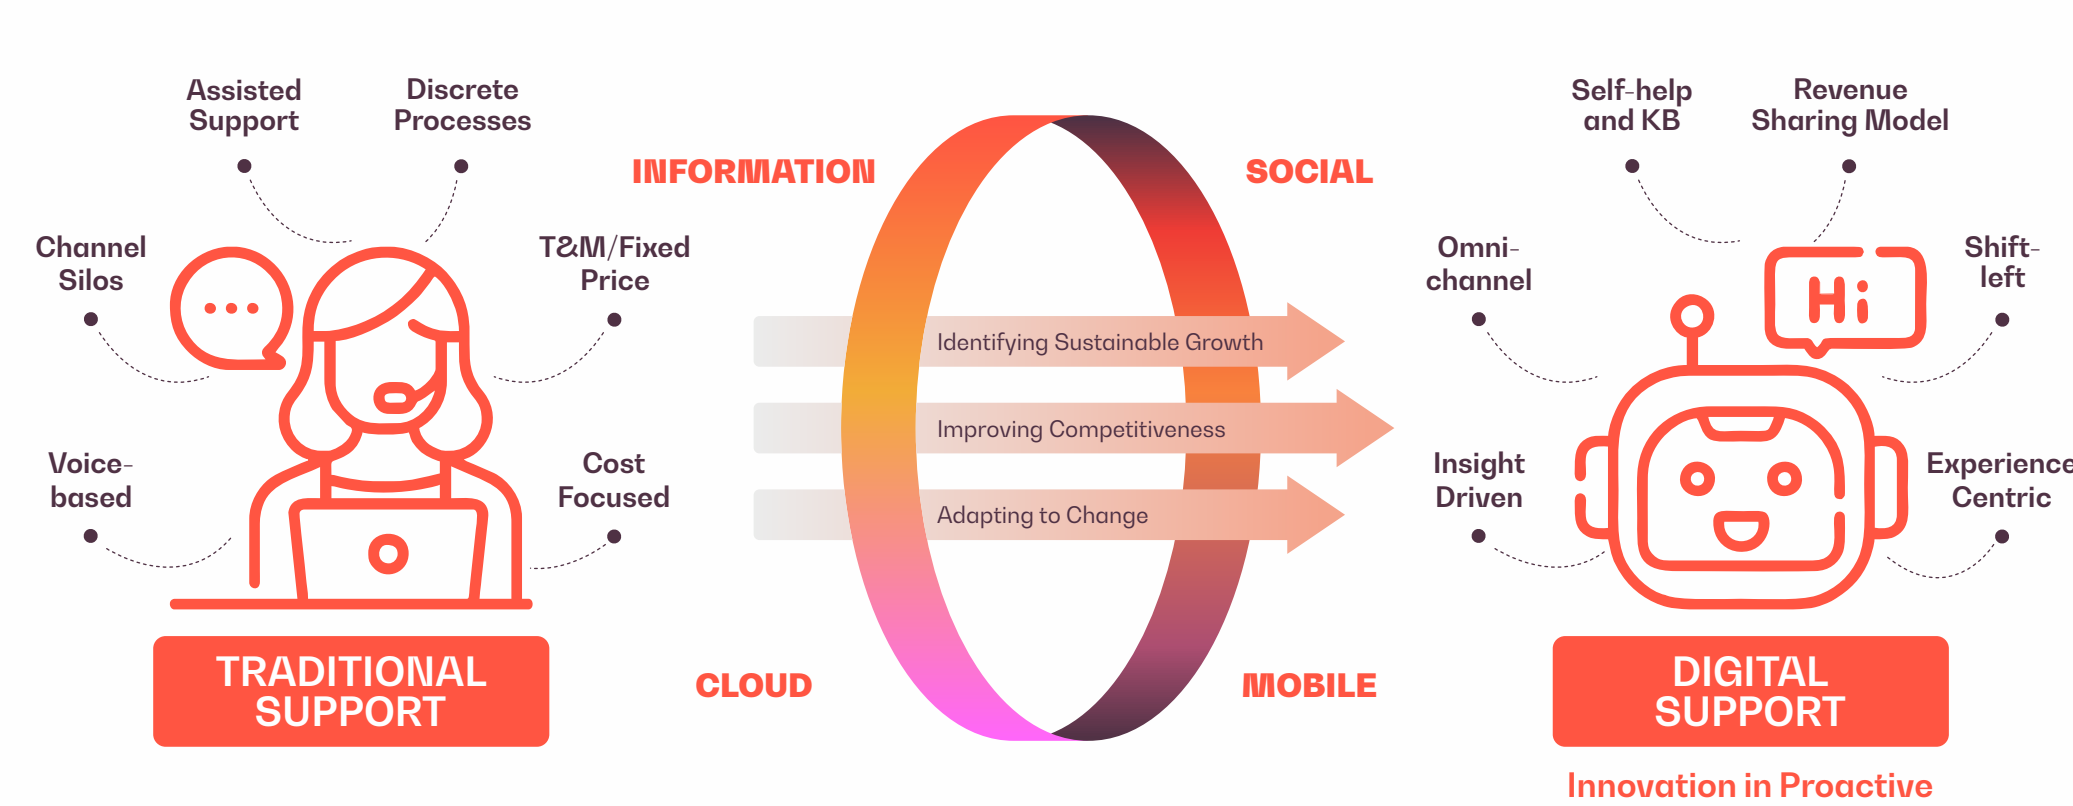 Assisted
Support
Discrete
Processes
Channel
Silos
T&M/Fixed
Price
Voice-
based
Cost
Focused
TRADITIONAL
SUPPORT
INFORMATION
SOCIAL
Identifying Sustainable Growth
Improving Competitiveness
Adapting to Change
CLOUD
MOBILE
Self-help
and KB
Revenue
Sharing Model
Omni-
channel
Hi
Shift-
left
Insight
Driven
Experience
Centric
DIGITAL
SUPPORT
Innovation in Proactive